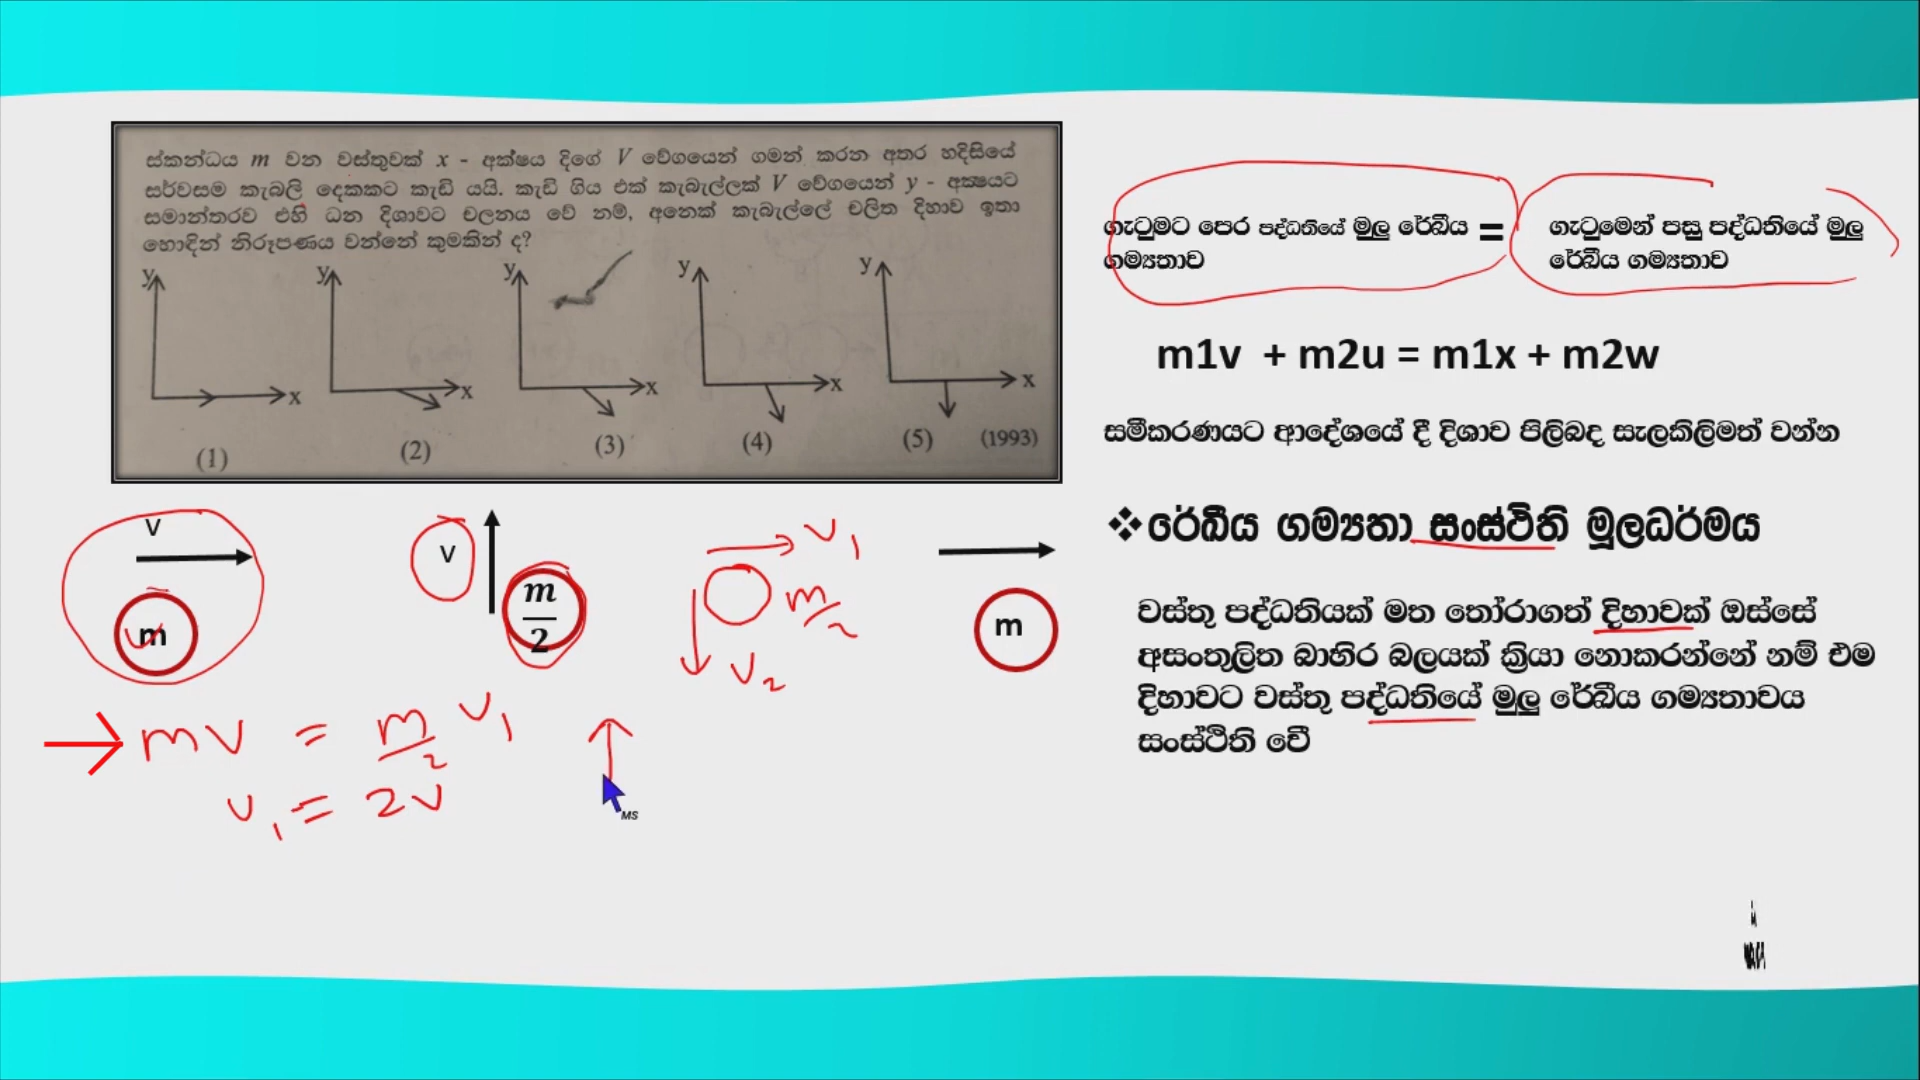 ස්කන්ධය m වන වස්තුවක් x - අක්ෂය දිගේ V වේගයෙන් ගමන් කරන අතර හදිසියේ
සර්වසම කැබලි දෙකකට කැඩි යයි. කැඩි ගිය එක් කැබැල්ලක් V වේගයෙන් y - අක්‍ෂයට
සමාන්තරව එහි ධන දිශාවට චලනය වේ නම්, අනෙක් කැබැල්ලේ චලිත දිහාව ඉතා
හොඳින් නිරූපණය වන්නේ කුමකින් ද?
y y y y y
x x x x x
(1) (2) (3) (4) (5) (1993)
ගැටුමට පෙර පද්ධතියේ මුලු රේඛීය = ගැටුමෙන් පසු පද්ධතියේ මුලු
ගම්‍යතාව රේඛීය ගම්‍යතාව
m1v + m2u = m1x + m2w
සමීකරණයට ආදේශයේ දී දිශාව පිලිබද සැලකිලිමත් වන්න
❖රේඛීය ගම්‍යතා සංස්ථිති මූලධර්මය
වස්තු පද්ධතියක් මත තෝරාගත් දිහාවක් ඔස්සේ
අසංතුලිත බාහිර බලයක් ක්‍රියා නොකරන්නේ නම් එම
දිහාවට වස්තු පද්ධතියේ මුලු රේඛීය ගම්‍යතාවය
සංස්ථිති වේ
v
m
v
m
2
v1
m/2
v2
m
mv = m/2 v1
v1 = 2v
MS